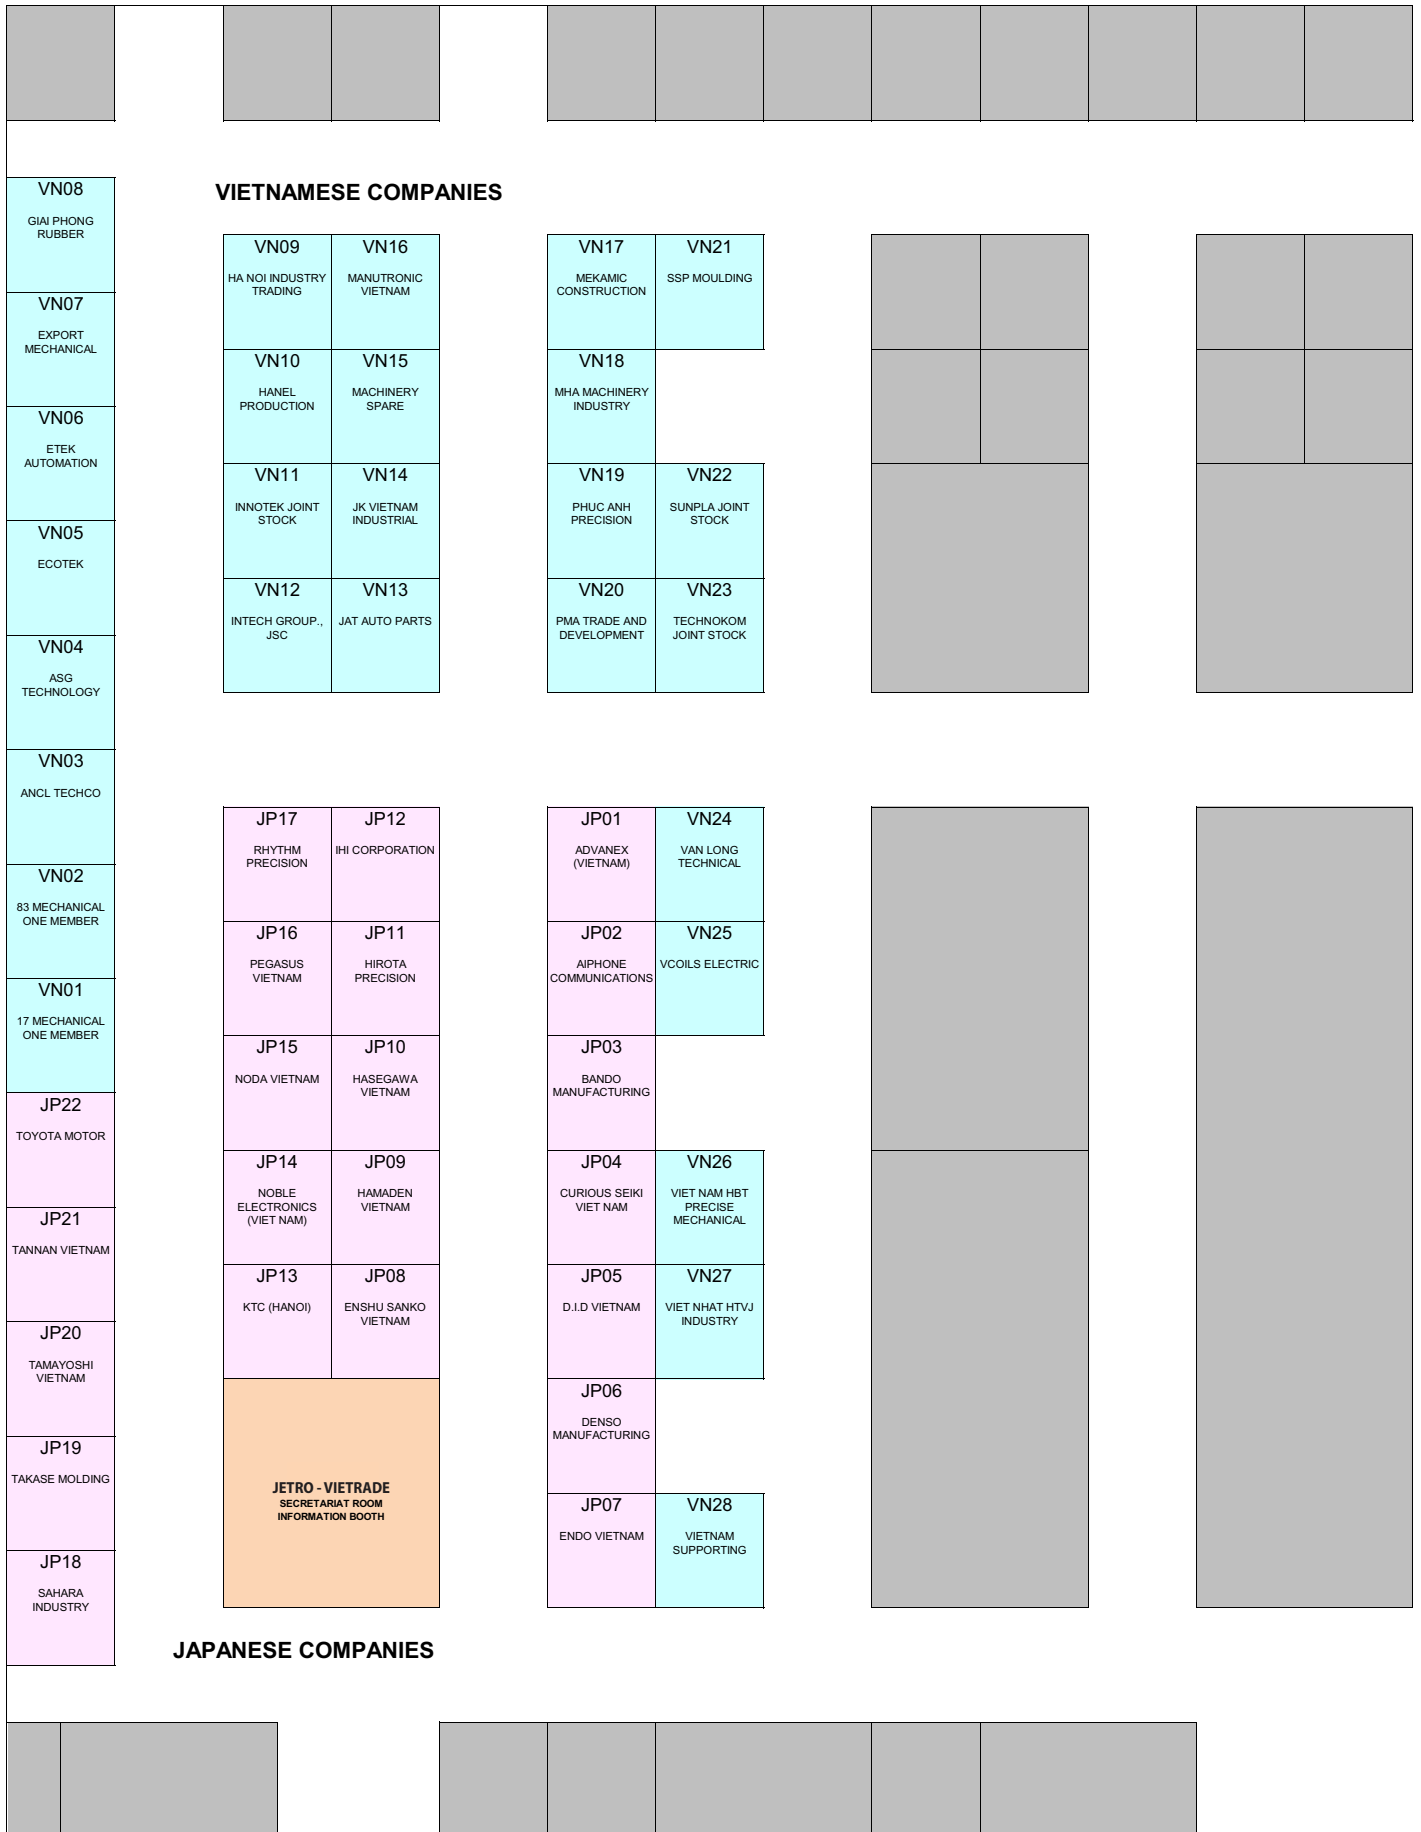 VN08
GIAI PHONG
RUBBER
VN07
EXPORT
MECHANICAL
VN06
ETEK
AUTOMATION
VN05
ECOTEK
VN04
ASG
TECHNOLOGY
VN03
ANCL TECHCO
VN02
83 MECHANICAL
ONE MEMBER
VN01
17 MECHANICAL
ONE MEMBER
JP22
TOYOTA MOTOR
JP21
TANNAN VIETNAM
JP20
TAMAYOSHI
VIETNAM
JP19
TAKASE MOLDING
JP18
SAHARA
INDUSTRY
VIETNAMESE COMPANIES
VN09
HA NOI INDUSTRY
TRADING
VN16
MANUTRONIC
VIETNAM
VN10
HANEL
PRODUCTION
VN15
MACHINERY
SPARE
VN11
INNOTEK JOINT
STOCK
VN14
JK VIETNAM
INDUSTRIAL
VN12
INTECH GROUP.,
JSC
VN13
JAT AUTO PARTS
VN17
MEKAMIC
CONSTRUCTION
VN21
SSP MOULDING
VN18
MHA MACHINERY
INDUSTRY
VN19
PHUC ANH
PRECISION
VN22
SUNPLA JOINT
STOCK
VN20
PMA TRADE AND
DEVELOPMENT
VN23
TECHNOKOM
JOINT STOCK
JP17
RHYTHM
PRECISION
JP12
IHI CORPORATION
JP16
PEGASUS
VIETNAM
JP11
HIROTA
PRECISION
JP15
NODA VIETNAM
JP10
HASEGAWA
VIETNAM
JP14
NOBLE
ELECTRONICS
(VIET NAM)
JP09
HAMADEN
VIETNAM
JP13
KTC (HANOI)
JP08
ENSHU SANKO
VIETNAM
JETRO - VIETRADE
SECRETARIAT ROOM
INFORMATION BOOTH
JP01
ADVANEX
(VIETNAM)
VN24
VAN LONG
TECHNICAL
JP02
AIPHONE
COMMUNICATIONS
VN25
VCOILS ELECTRIC
JP03
BANDO
MANUFACTURING
JP04
CURIOUS SEIKI
VIET NAM
VN26
VIET NAM HBT
PRECISE
MECHANICAL
JP05
D.I.D VIETNAM
VN27
VIET NHAT HTVJ
INDUSTRY
JP06
DENSO
MANUFACTURING
JP07
ENDO VIETNAM
VN28
VIETNAM
SUPPORTING
JAPANESE COMPANIES